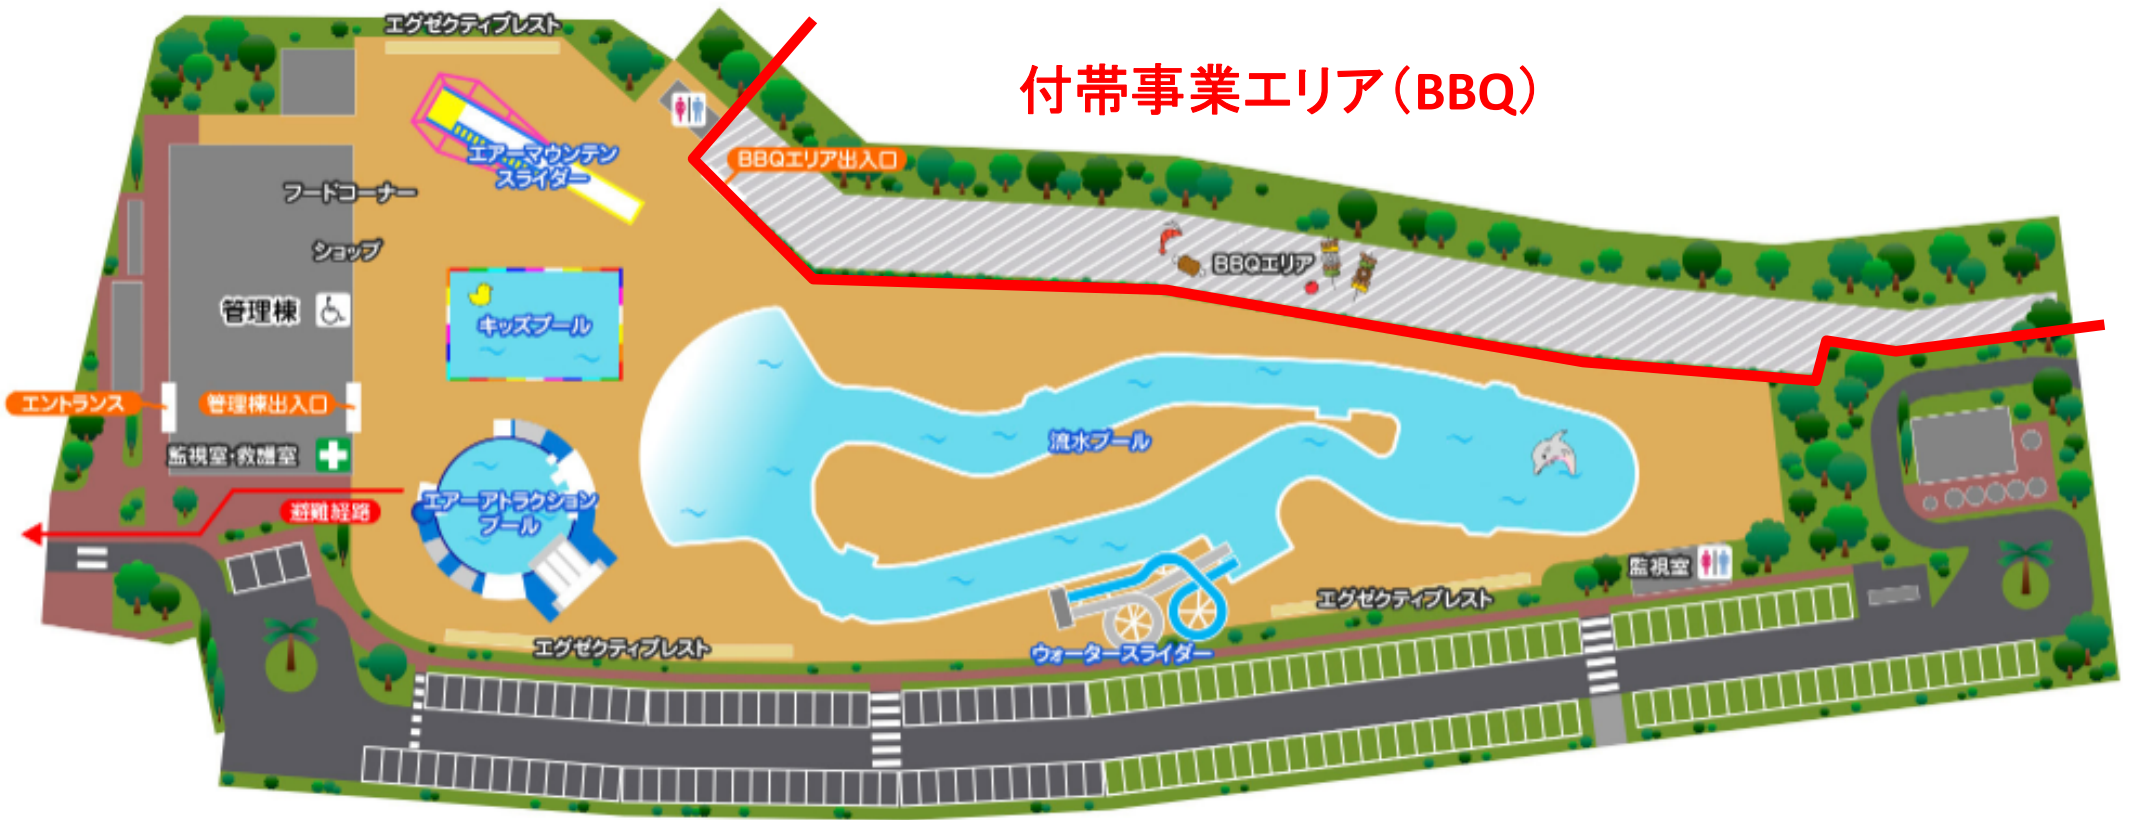 エグゼクティブレスト
付帯事業エリア（BBQ）
エアーマウンテン
スライダー
BBQエリア出入口
フードコーナー
ショップ
BBQエリア
管理棟
キッズプール
エントランス
管理棟出入口
監視室・救護室
流水プール
エアーアトラクション
プール
避難経路
監視室
エグゼクティブレスト
エグゼクティブレスト
ウォータースライダー